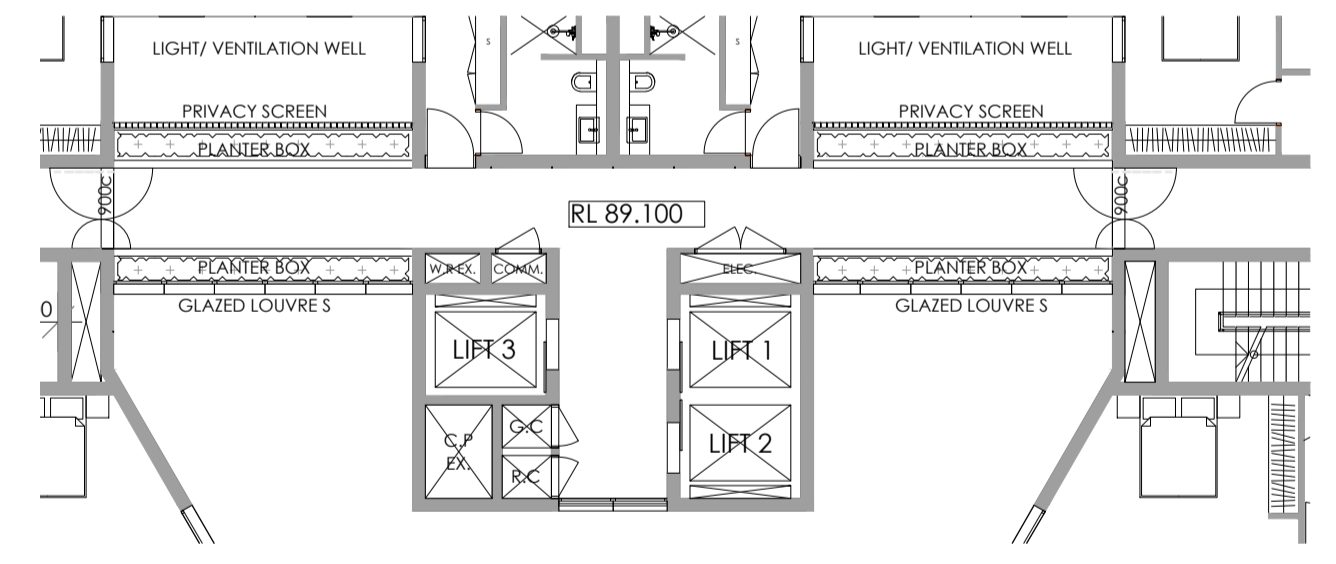 S
S
LIGHT/ VENTILATION WELL
LIGHT/ VENTILATION WELL
PRIVACY SCREEN
PRIVACY SCREEN
PLANTER BOX
PLANTER BOX
900c
RL 89.100
900c
PLANTER BOX
W.R EX.
COMM.
ELEC.
PLANTER BOX
0
GLAZED LOUVRE S
GLAZED LOUVRE S
LIFT 3
LIFT 1
G.C
C.P
EX.
LIFT 2
R.C